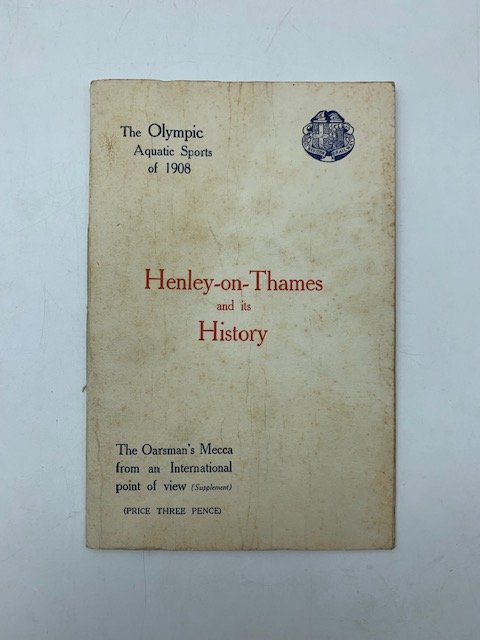 The Olympic
Aquatic Sports
of 1908
Henley-on-Thames
and its
History
The Oarsman's Mecca
from an International
point of view (Supplement)
(PRICE THREE PENCE)